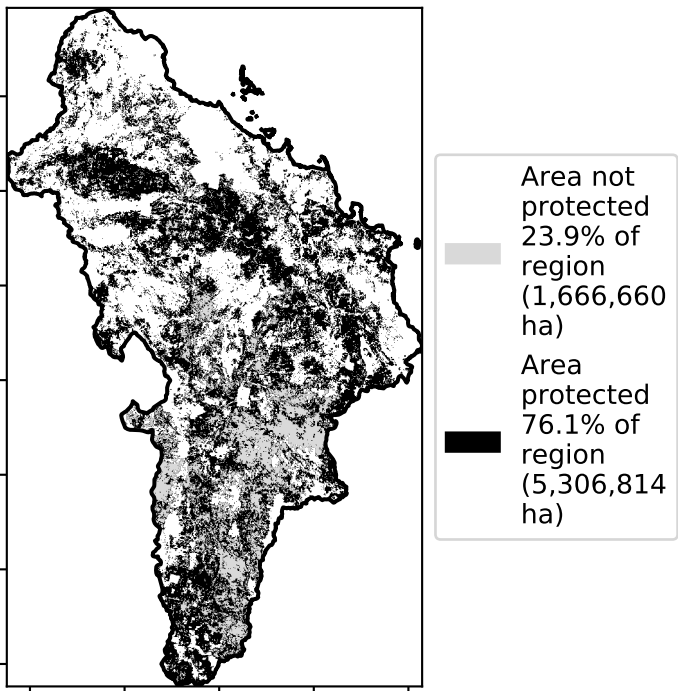 Area not
protected
23.9% of
region
(1,666,660
ha)
Area
protected
76.1% of
region
(5,306,814
ha)